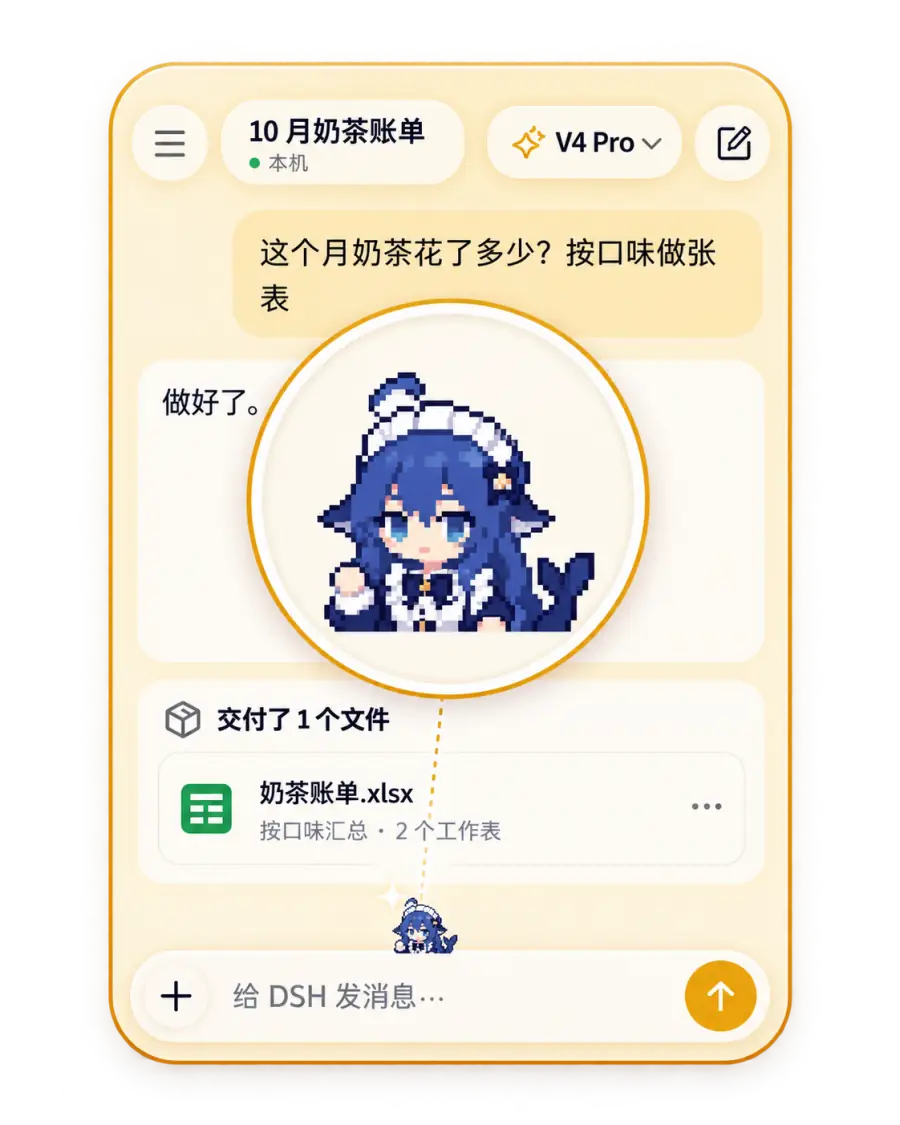 10 月奶茶账单
本机
V4 Pro
这个月奶茶花了多少？按口味做张
表
做好了。
交付了 1 个文件
奶茶账单.xlsx
按口味汇总 · 2 个工作表
给 DSH 发消息…